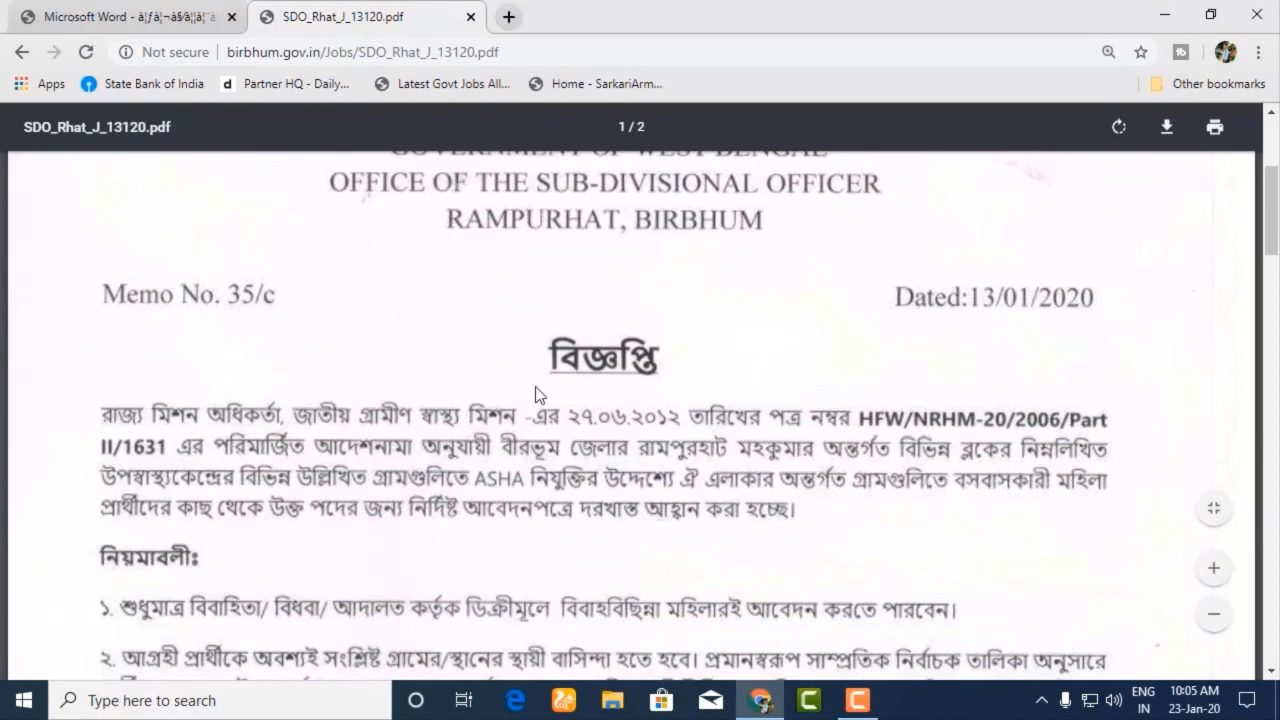 Microsoft Word - 
SDO_Rhat_J_13120.pdf
Not secure
birbhum.gov.in/Jobs/SDO_Rhat_J_13120.pdf
Apps
State Bank of India
Partner HQ - Daily...
Latest Govt Jobs All...
Home - SarkariArm...
Other bookmarks
SDO_Rhat_J_13120.pdf
1 / 2
GOVERNMENT OF WEST BENGAL
OFFICE OF THE SUB-DIVISIONAL OFFICER
RAMPURHAT, BIRBHUM
Memo No. 35/c
Dated:13/01/2020
বিজ্ঞপ্তি
রাজ্য মিশন অধিকর্তা, জাতীয় গ্রামীণ স্বাস্থ্য মিশন -এর ২৭.০৬.২০১২ তারিখের পত্র নম্বর HFW/NRHM-20/2006/Part
II/1631 এর পরিমার্জিত আদেশনামা অনুযায়ী বীরভূম জেলার রামপুরহাট মহকুমার অন্তর্গত বিভিন্ন ব্লকের নিম্নলিখিত
উপস্বাস্থ্যকেন্দ্রের বিভিন্ন উল্লিখিত গ্রামগুলিতে ASHA নিযুক্তির উদ্দেশ্যে ঐ এলাকার অন্তর্গত গ্রামগুলিতে বসবাসকারী মহিলা
প্রার্থীদের কাছ থেকে উক্ত পদের জন্য নির্দিষ্ট আবেদনপত্রে দরখাস্ত আহ্বান করা হচ্ছে।
নিয়মাবলীঃ
১. শুধুমাত্র বিবাহিতা/ বিধবা/ আদালত কর্তৃক ডিক্রীমূলে বিবাহবিছিন্না মহিলারই আবেদন করতে পারবেন।
২. আগ্রহী প্রার্থীকে অবশ্যই সংশ্লিষ্ট গ্রামের/স্থানের স্থায়ী বাসিন্দা হতে হবে। প্রমানস্বরূপ সাম্প্রতিক নির্বাচক তালিকা অনুসারে
Type here to search
ENG
IN
10:05 AM
23-Jan-20